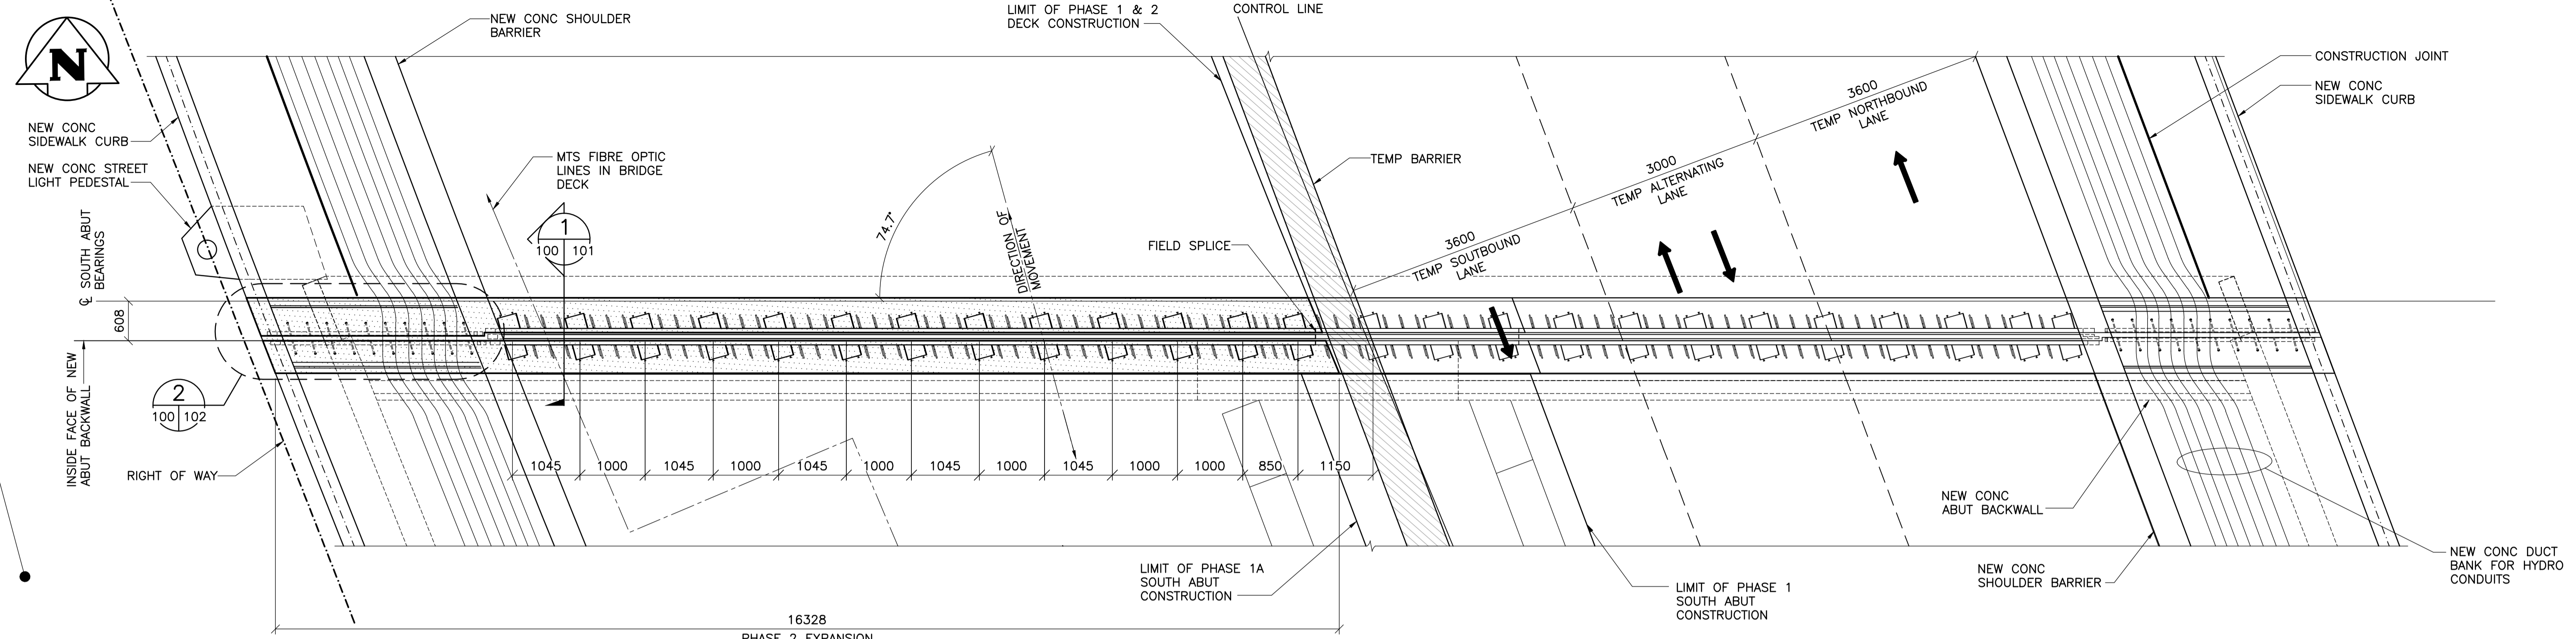 N
NEW CONC SHOULDER
BARRIER
LIMIT OF PHASE 1 & 2
DECK CONSTRUCTION
CONTROL LINE
CONSTRUCTION JOINT
NEW CONC
SIDEWALK CURB
NEW CONC
SIDEWALK CURB
NEW CONC STREET
LIGHT PEDESTAL
MTS FIBRE OPTIC
LINES IN BRIDGE
DECK
TEMP BARRIER
3600
TEMP NORTHBOUND
LANE
3000
TEMP ALTERNATING
LANE
3600
TEMP SOUTBOUND
LANE
74.7°
DIRECTION OF
MOVEMENT
1
100 101
FIELD SPLICE
℄ SOUTH ABUT
BEARINGS
608
INSIDE FACE OF NEW
ABUT BACKWALL
2
100 102
RIGHT OF WAY
1045
1000
1045
1000
1045
1000
1045
1000
1045
1000
1000
850
1150
NEW CONC
ABUT BACKWALL
LIMIT OF PHASE 1A
SOUTH ABUT
CONSTRUCTION
LIMIT OF PHASE 1
SOUTH ABUT
CONSTRUCTION
NEW CONC
SHOULDER BARRIER
NEW CONC DUCT
BANK FOR HYDRO
CONDUITS
16328
PHASE 2 EXPANSION